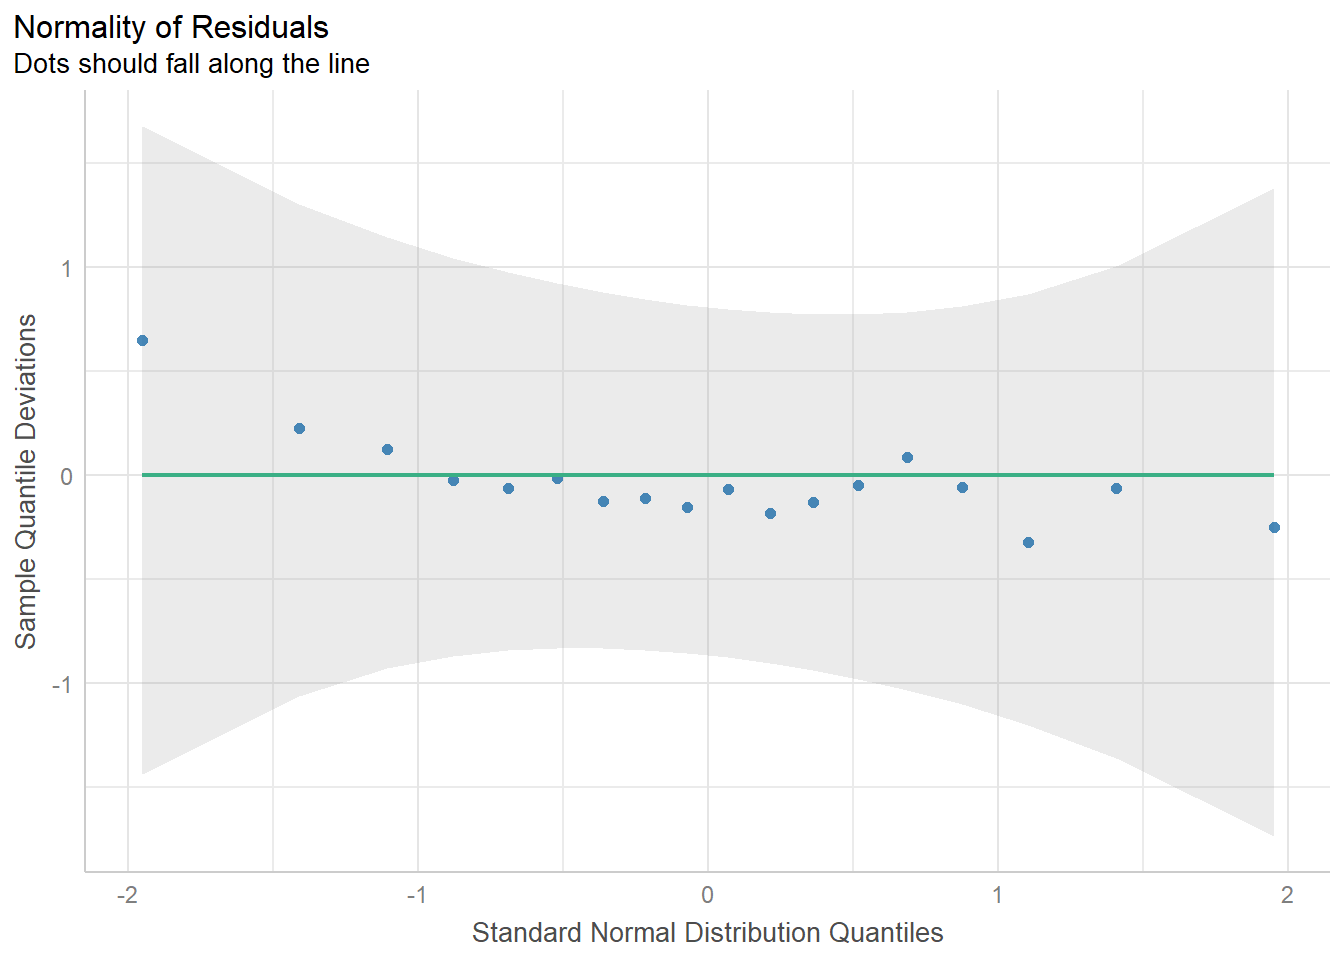 Normality of Residuals
Dots should fall along the line
Sample Quantile Deviations
1
0
-1
-2
-1
0
1
2
Standard Normal Distribution Quantiles